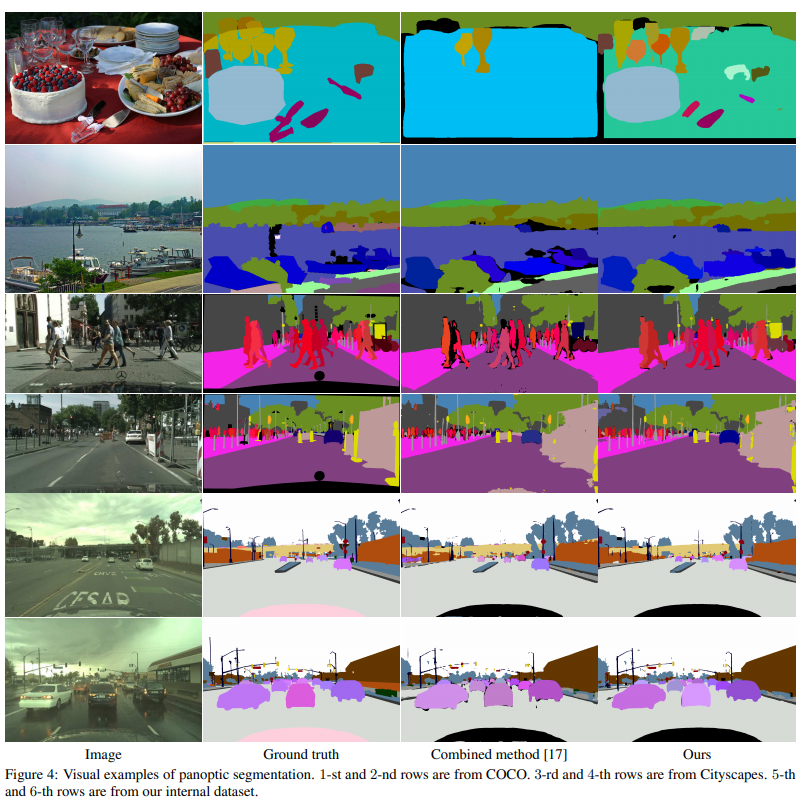 CESAR
Image Ground truth Combined method [17] Ours
Figure 4: Visual examples of panoptic segmentation. 1-st and 2-nd rows are from COCO. 3-rd and 4-th rows are from Cityscapes. 5-th
and 6-th rows are from our internal dataset.